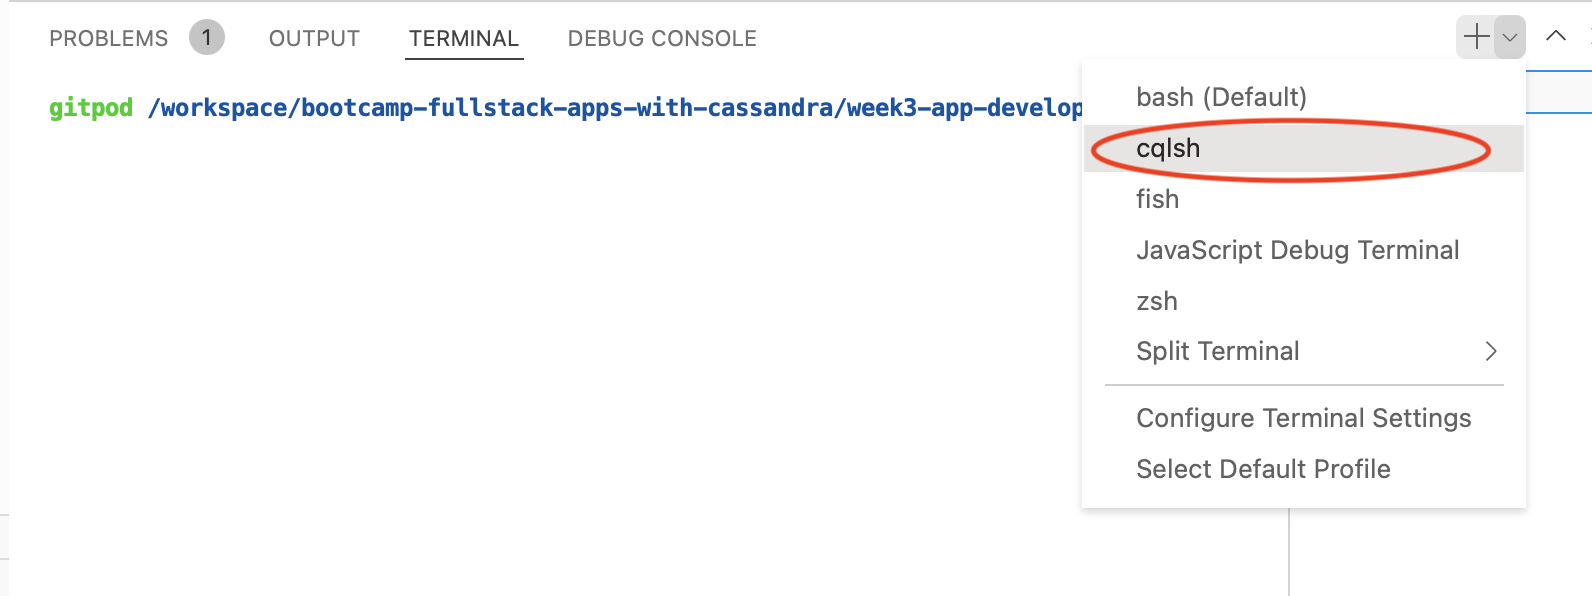 PROBLEMS 1 OUTPUT TERMINAL DEBUG CONSOLE
gitpod /workspace/bootcamp-fullstack-apps-with-cassandra/week3-app-develop
bash (Default)
cqlsh
fish
JavaScript Debug Terminal
zsh
Split Terminal
Configure Terminal Settings
Select Default Profile